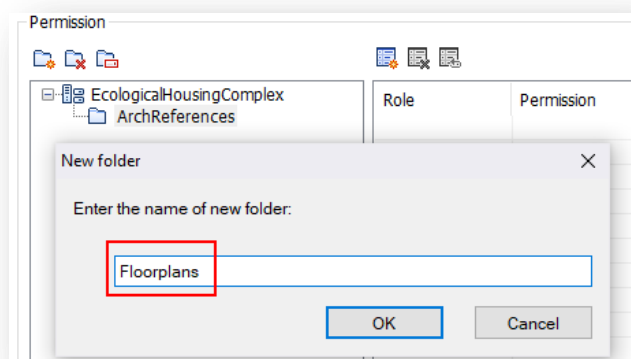 Permission
EcologicalHousingComplex
ArchReferences
Role
Permission
New folder
Enter the name of new folder:
Floorplans
OK
Cancel